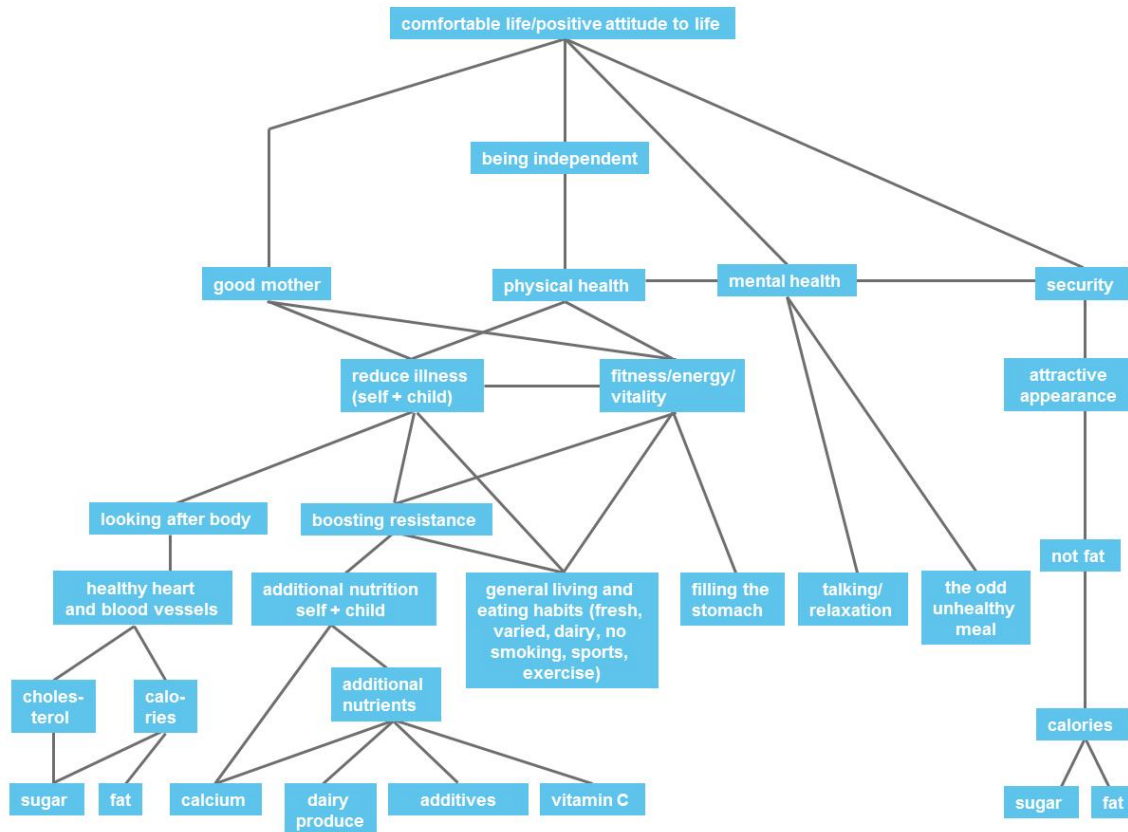 comfortable life/positive attitude to life
being independent
good mother
physical health
mental health
security
reduce illness
(self + child)
fitness/energy/
vitality
attractive
appearance
looking after body
boosting resistance
not fat
healthy heart
and blood vessels
additional nutrition
self + child
general living and
eating habits (fresh,
varied, dairy, no
smoking, sports,
exercise)
filling the
stomach
talking/
relaxation
the odd
unhealthy
meal
choles-
terol
calo-
ries
additional
nutrients
calories
sugar
fat
calcium
dairy
produce
additives
vitamin C
sugar
fat